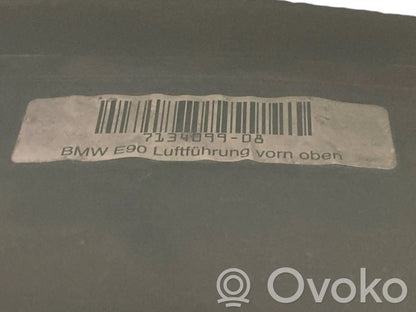 7134099-08
BMW E90 Luftführung vorn oben
Ovoko